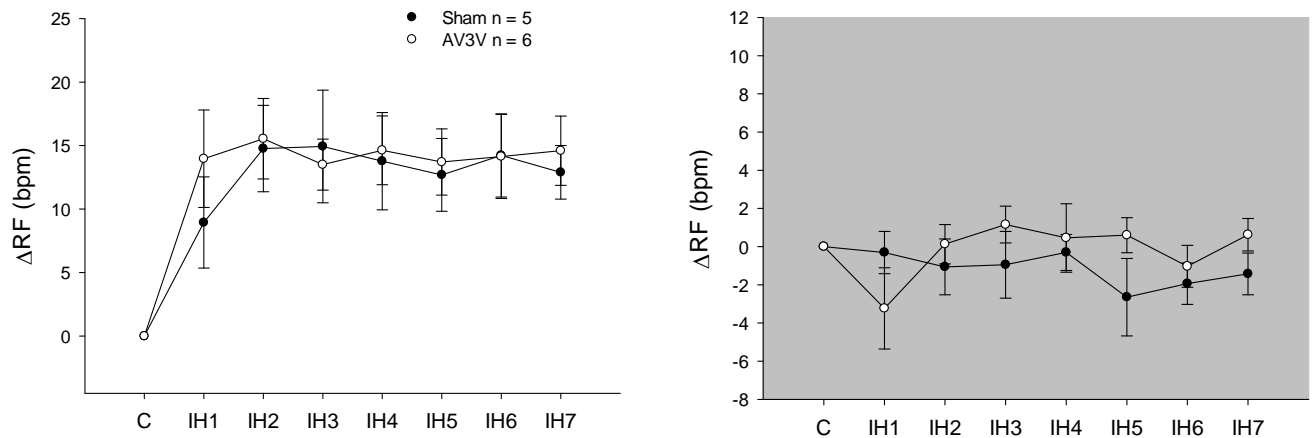 Sham n = 5
AV3V n = 6
ΔRF (bpm)
25
20
15
10
5
0
C IH1 IH2 IH3 IH4 IH5 IH6 IH7
ΔRF (bpm)
12
10
8
6
4
2
0
-2
-4
-6
-8
C IH1 IH2 IH3 IH4 IH5 IH6 IH7